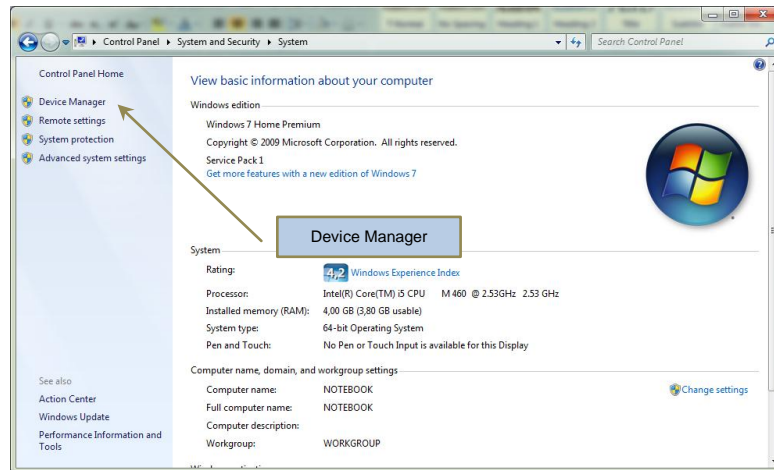 Control Panel ▸ System and Security ▸ System
Search Control Panel
Control Panel Home
Device Manager
Remote settings
System protection
Advanced system settings
See also
Action Center
Windows Update
Performance Information and
Tools
View basic information about your computer
Windows edition
Windows 7 Home Premium
Copyright © 2009 Microsoft Corporation. All rights reserved.
Service Pack 1
Get more features with a new edition of Windows 7
Device Manager
System
Rating: 4,2 Windows Experience Index
Processor: Intel(R) Core(TM) i5 CPU M 460 @ 2.53GHz 2.53 GHz
Installed memory (RAM): 4,00 GB (3,80 GB usable)
System type: 64-bit Operating System
Pen and Touch: No Pen or Touch Input is available for this Display
Computer name, domain, and workgroup settings
Computer name: NOTEBOOK Change settings
Full computer name: NOTEBOOK
Computer description:
Workgroup: WORKGROUP